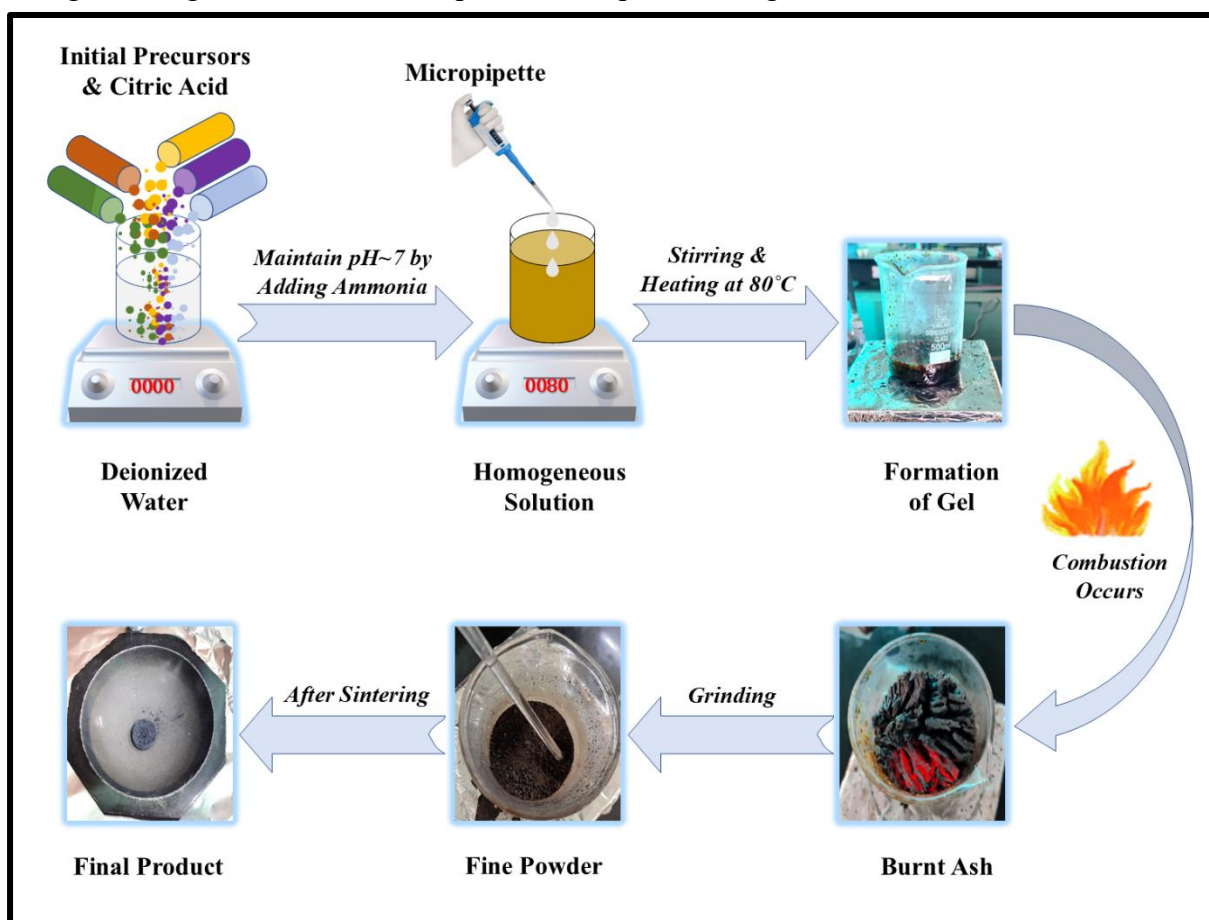 Initial Precursors
& Citric Acid
Micropipette
Maintain pH~7 by
Adding Ammonia
Stirring &
Heating at 80°C
0000
0080
500ml
Deionized
Water
Homogeneous
Solution
Formation
of Gel
Combustion
Occurs
After Sintering
Grinding
Final Product
Fine Powder
Burnt Ash